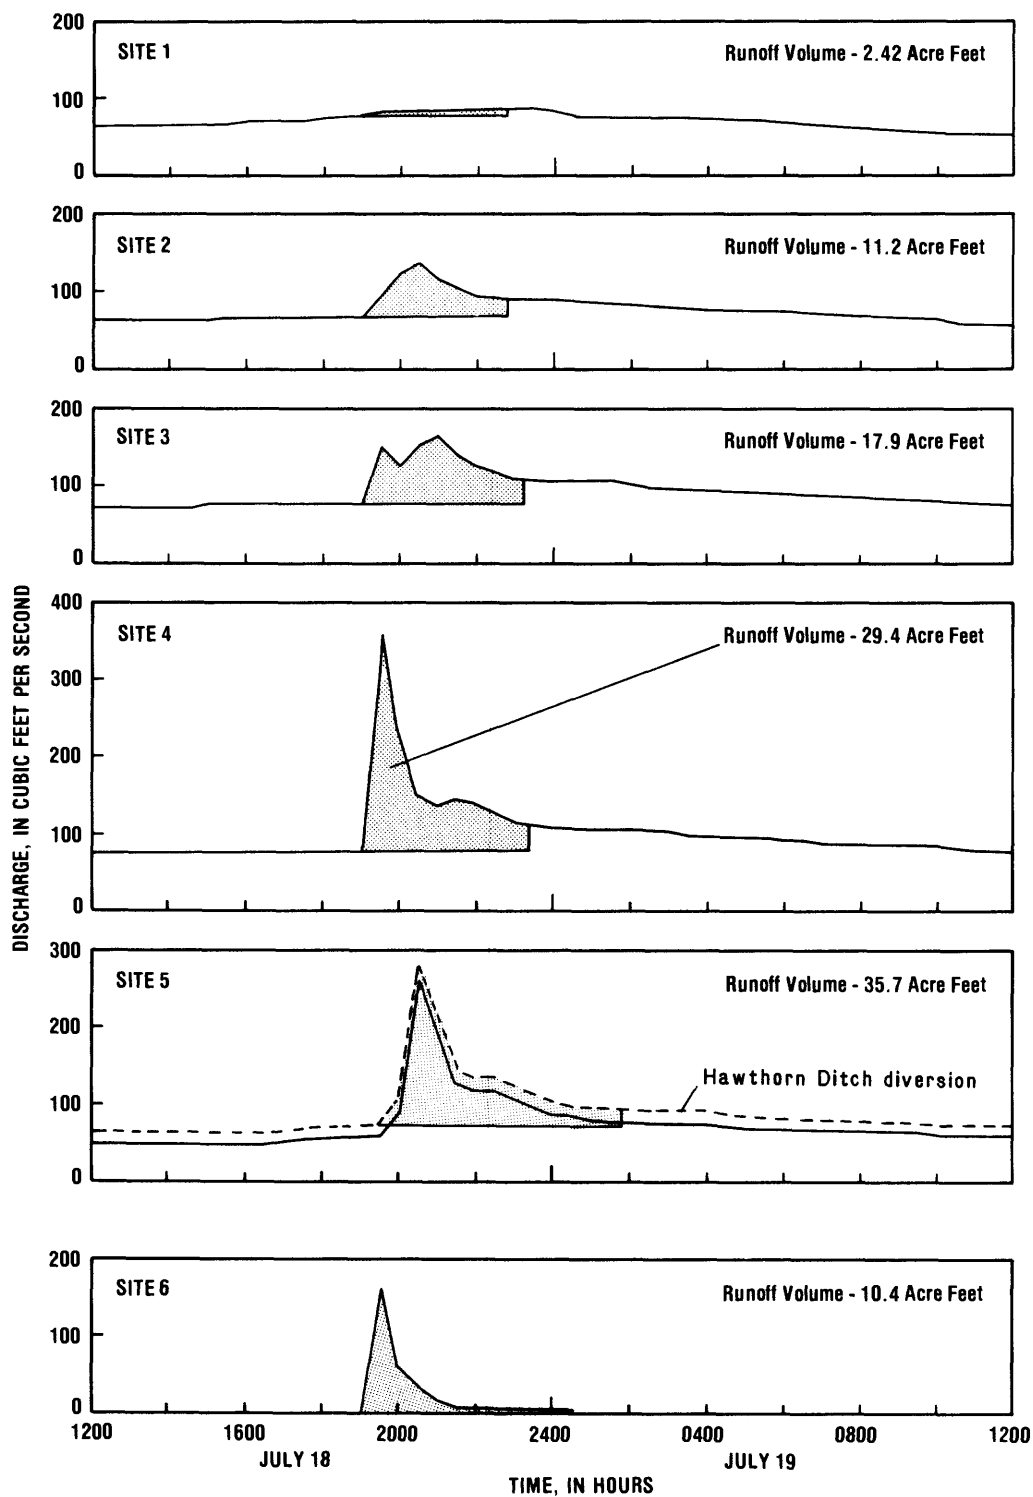 200
SITE 1
Runoff Volume - 2.42 Acre Feet
100
0
200
SITE 2
Runoff Volume - 11.2 Acre Feet
100
0
200
SITE 3
Runoff Volume - 17.9 Acre Feet
100
0
DISCHARGE, IN CUBIC FEET PER SECOND
400
SITE 4
Runoff Volume - 29.4 Acre Feet
300
200
100
0
300
SITE 5
Runoff Volume - 35.7 Acre Feet
200
Hawthorn Ditch diversion
100
0
200
SITE 6
Runoff Volume - 10.4 Acre Feet
100
0
1200 1600 2000 2400 0400 0800 1200
JULY 18 JULY 19
TIME, IN HOURS